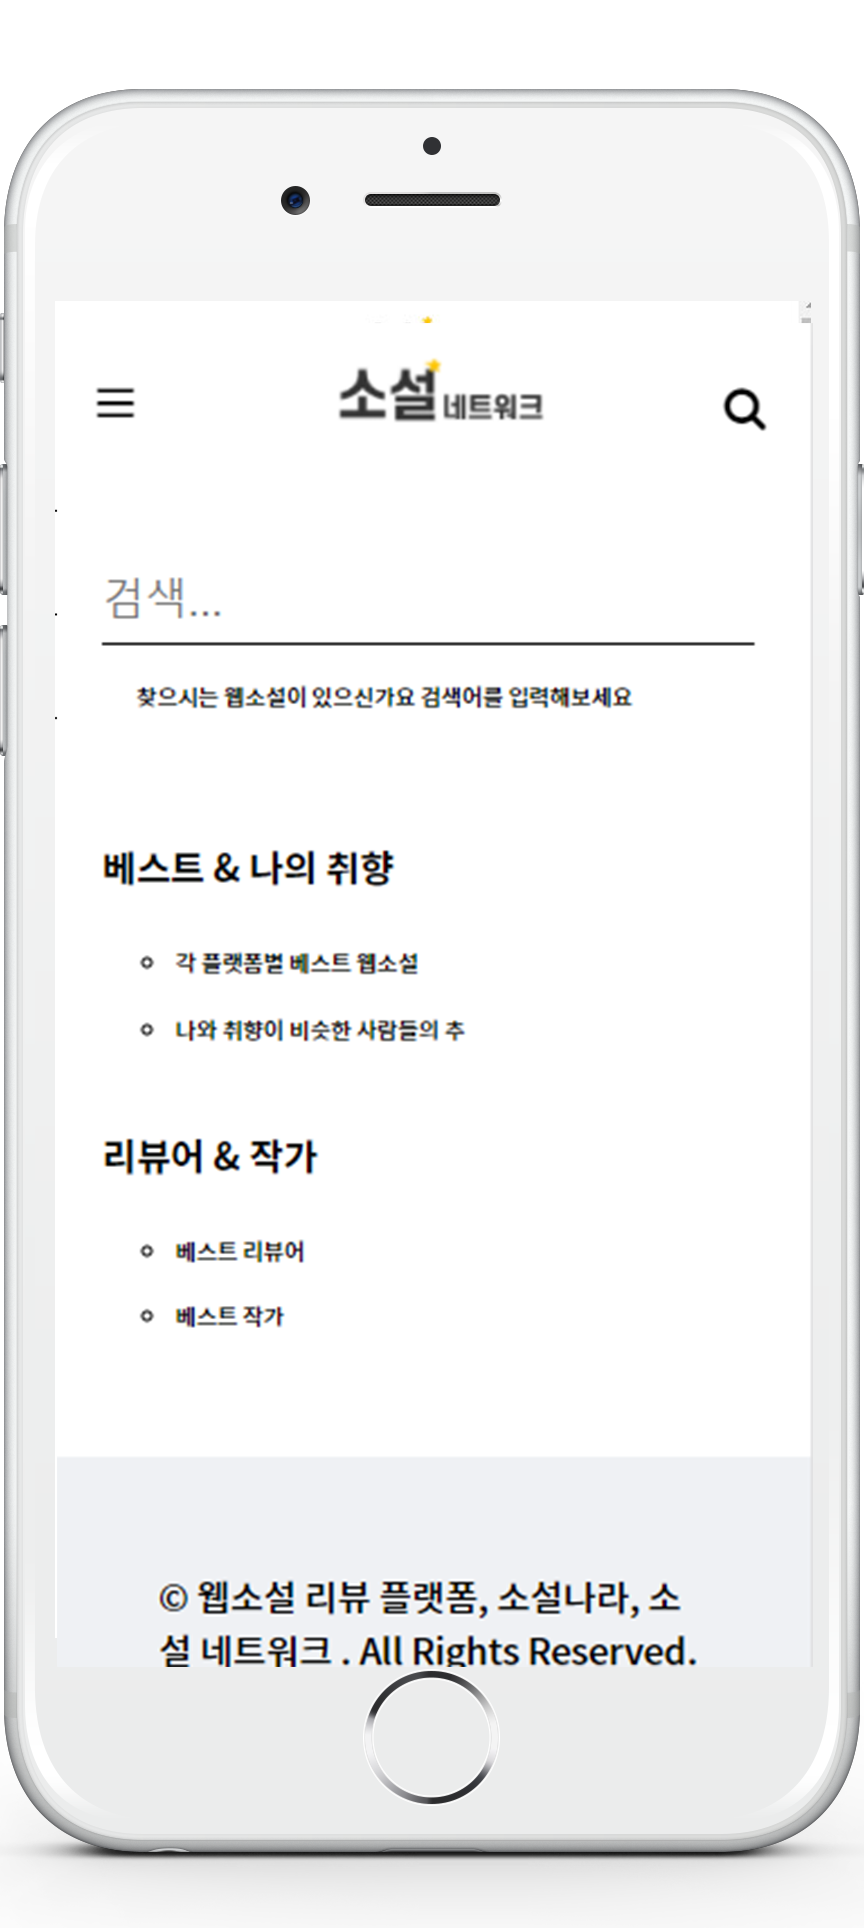 소설 네트워크
검색...
찾으시는 웹소설이 있으신가요 검색어를 입력해보세요
베스트 & 나의 취향
각 플랫폼별 베스트 웹소설
나와 취향이 비슷한 사람들의 추
리뷰어 & 작가
베스트 리뷰어
베스트 작가
© 웹소설 리뷰 플랫폼, 소설나라, 소
설 네트워크 . All Rights Reserved.